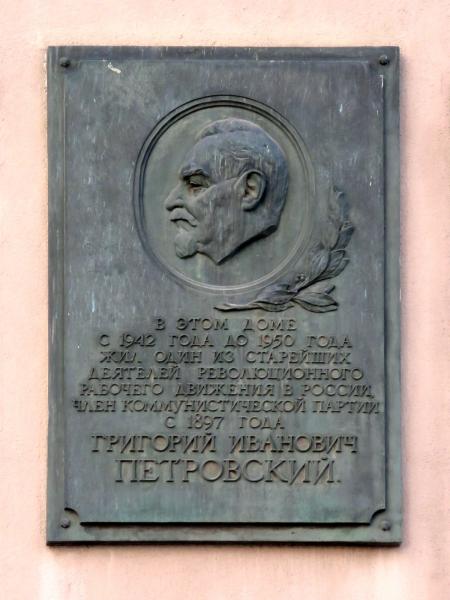 В ЭТОМ ДОМЕ
С 1942 ГОДА ДО 1950 ГОДА
ЖИЛ ОДИН ИЗ СТАРЕЙШИХ
ДЕЯТЕЛЕЙ РЕВОЛЮЦИОННОГО
РАБОЧЕГО ДВИЖЕНИЯ В РОССИИ,
ЧЛЕН КОММУНИСТИЧЕСКОЙ ПАРТИИ
С 1897 ГОДА
ГРИГОРИЙ ИВАНОВИЧ
ПЕТРОВСКИЙ.